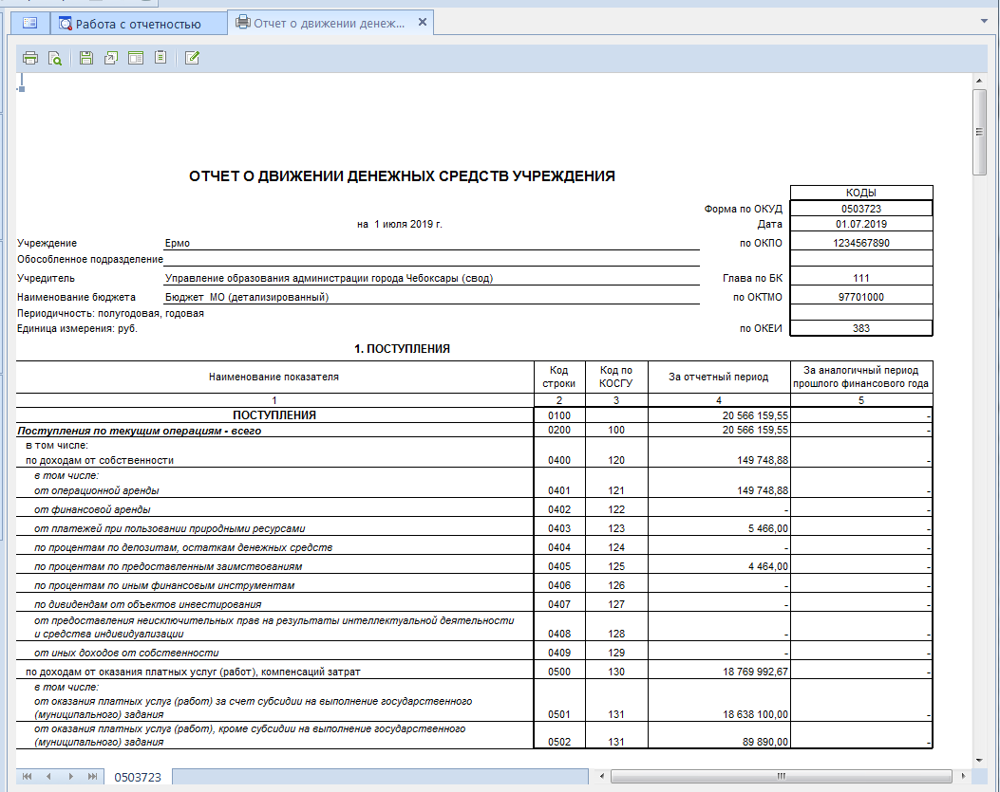 Работа с отчетностью
Отчет о движении денеж...
ОТЧЕТ О ДВИЖЕНИИ ДЕНЕЖНЫХ СРЕДСТВ УЧРЕЖДЕНИЯ
КОДЫ
Форма по ОКУД 0503723
на 1 июля 2019 г. Дата 01.07.2019
Учреждение Ермо по ОКПО 1234567890
Обособленное подразделение
Учредитель Управление образования администрации города Чебоксары (свод) Глава по БК 111
Наименование бюджета Бюджет МО (детализированный) по ОКТМО 97701000
Периодичность: полугодовая, годовая
Единица измерения: руб. по ОКЕИ 383
1. ПОСТУПЛЕНИЯ
Наименование показателя Код строки Код по КОСГУ За отчетный период За аналогичный период прошлого финансового года
1 2 3 4 5
ПОСТУПЛЕНИЯ 0100 20 566 159,55 -
Поступления по текущим операциям - всего 0200 100 20 566 159,55 -
в том числе:
по доходам от собственности 0400 120 149 748,88 -
в том числе:
от операционной аренды 0401 121 149 748,88 -
от финансовой аренды 0402 122 - -
от платежей при пользовании природными ресурсами 0403 123 5 466,00 -
по процентам по депозитам, остаткам денежных средств 0404 124 - -
по процентам по предоставленным заимствованиям 0405 125 4 464,00 -
по процентам по иным финансовым инструментам 0406 126 - -
по дивидендам от объектов инвестирования 0407 127 - -
от предоставления неисключительных прав на результаты интеллектуальной деятельности
и средства индивидуализации 0408 128 - -
от иных доходов от собственности 0409 129 - -
по доходам от оказания платных услуг (работ), компенсаций затрат 0500 130 18 769 992,67 -
в том числе:
от оказания платных услуг (работ) за счет субсидии на выполнение государственного
(муниципального) задания 0501 131 18 638 100,00 -
от оказания платных услуг (работ), кроме субсидии на выполнение государственного
(муниципального) задания 0502 131 89 890,00 -
0503723